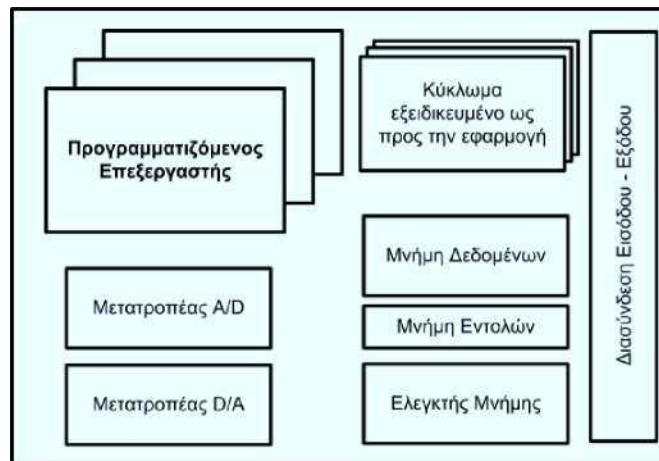 Προγραμματιζόμενος
Επεξεργαστής
Κύκλωμα
εξειδικευμένο ως
προς την εφαρμογή
Μετατροπέας A/D
Μετατροπέας D/A
Μνήμη Δεδομένων
Μνήμη Εντολών
Ελεγκτής Μνήμης
Διασύνδεση Εισόδου - Εξόδου